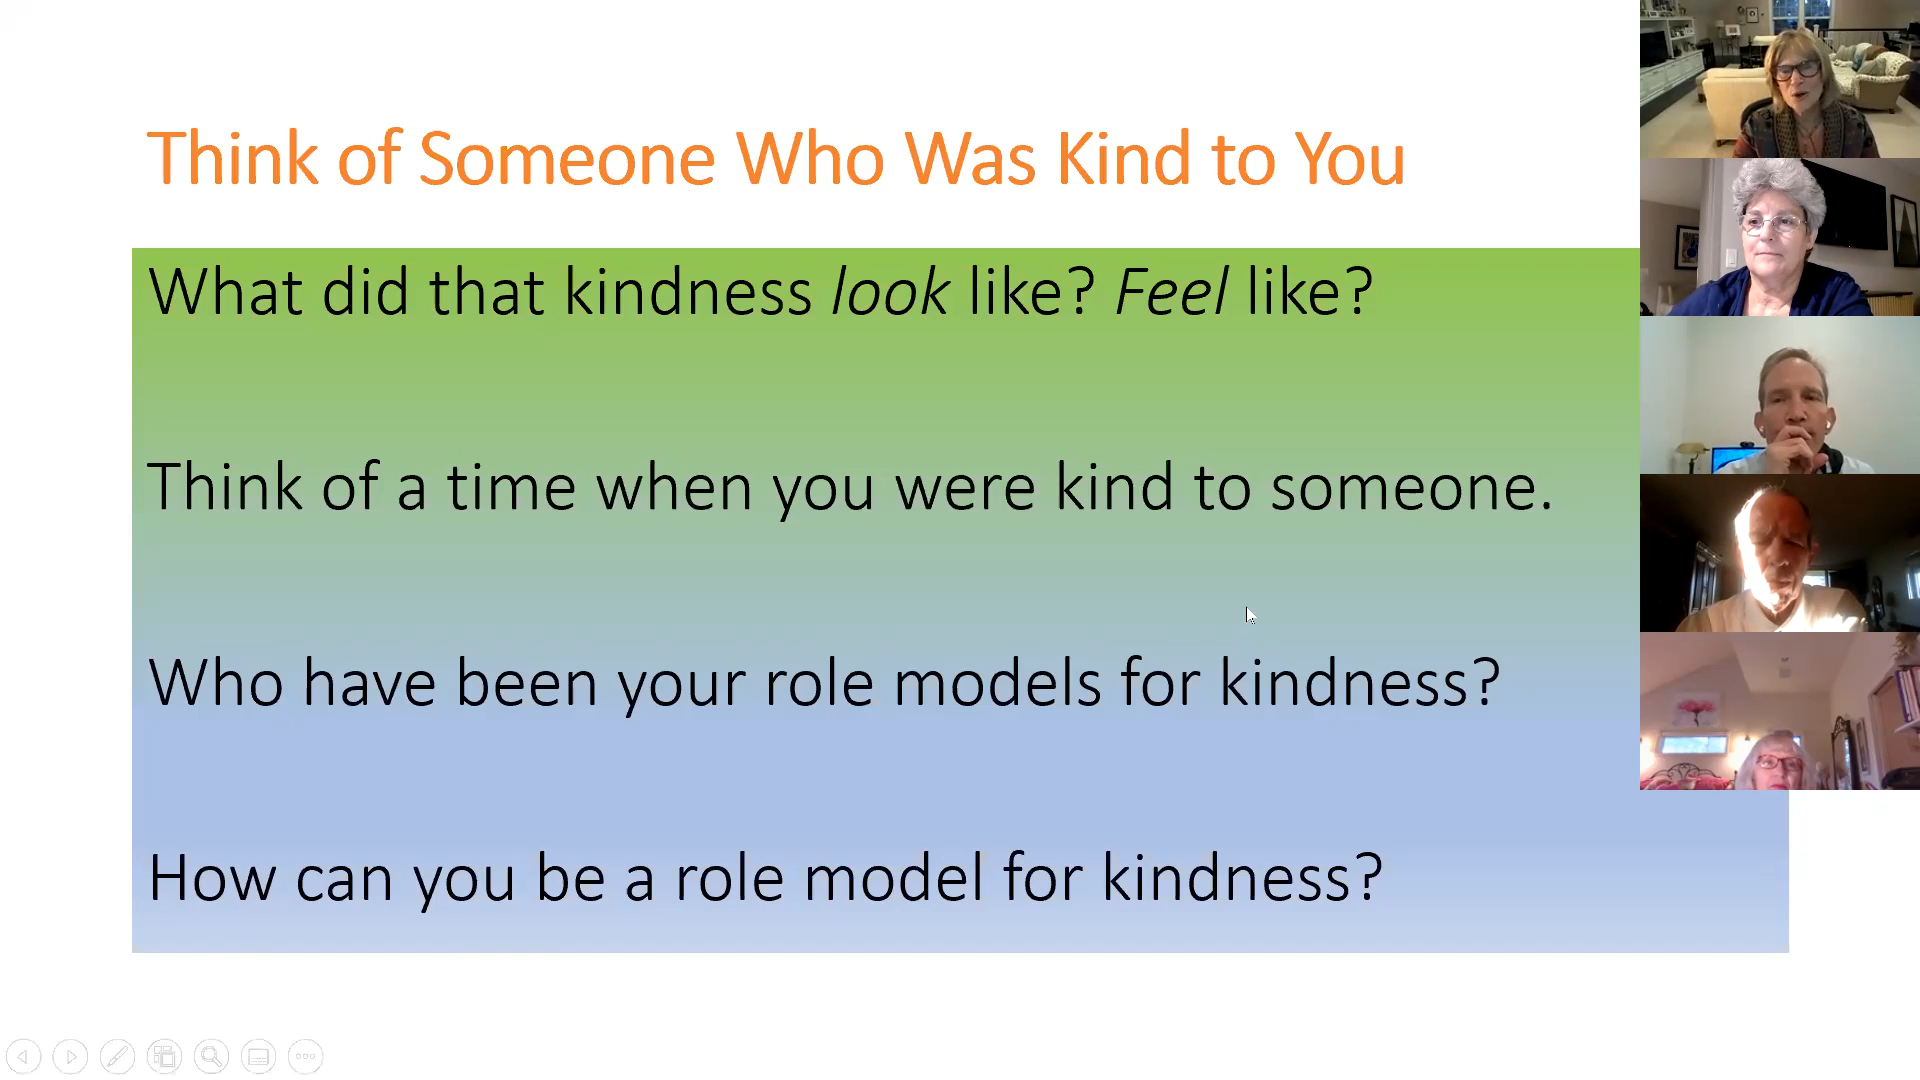 Think of Someone Who Was Kind to You
What did that kindness look like? Feel like?
Think of a time when you were kind to someone.
Who have been your role models for kindness?
How can you be a role model for kindness?